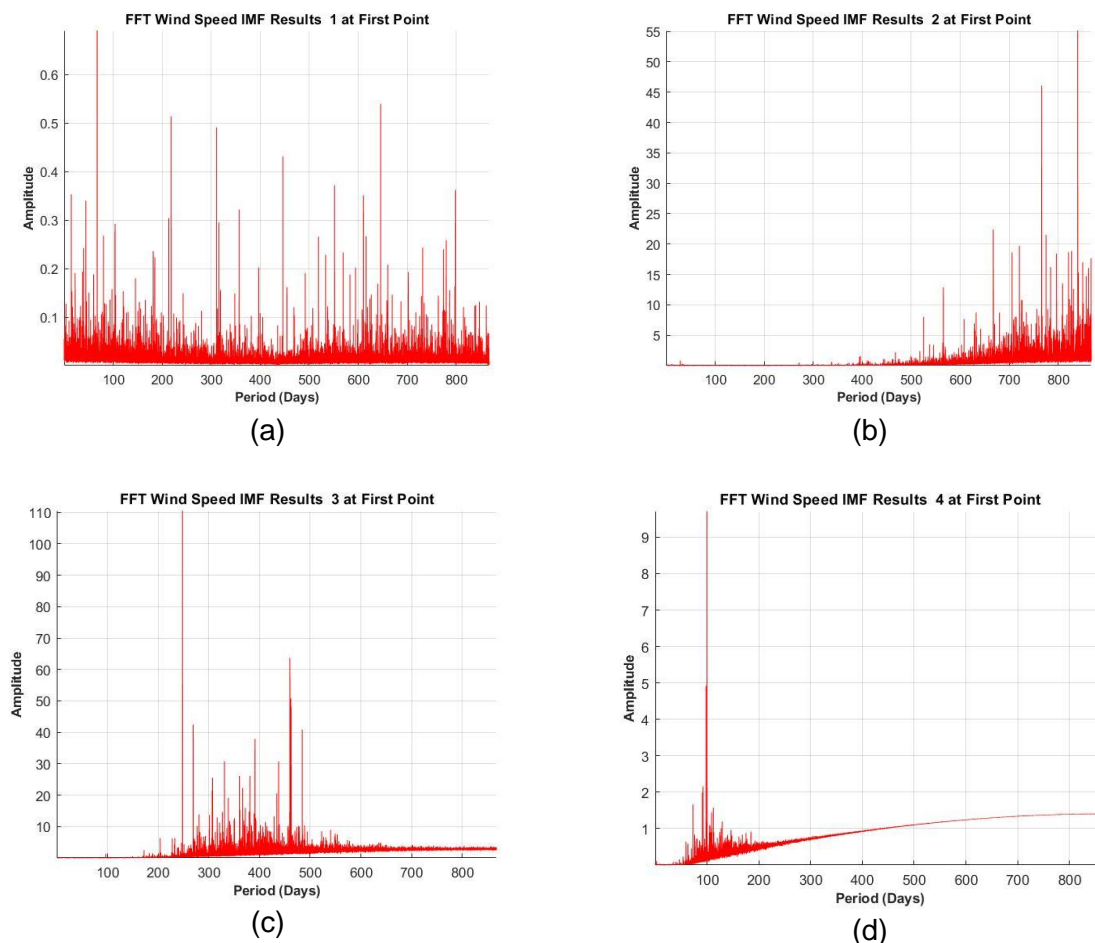 FFT Wind Speed IMF Results  1 at First Point
Amplitude
0.6
0.5
0.4
0.3
0.2
0.1
100 200 300 400 500 600 700 800
Period (Days)
(a)
FFT Wind Speed IMF Results  2 at First Point
Amplitude
55
50
45
40
35
30
25
20
15
10
5
100 200 300 400 500 600 700 800
Period (Days)
(b)
FFT Wind Speed IMF Results  3 at First Point
Amplitude
110
100
90
80
70
60
50
40
30
20
10
100 200 300 400 500 600 700 800
Period (Days)
(c)
FFT Wind Speed IMF Results  4 at First Point
Amplitude
9
8
7
6
5
4
3
2
1
100 200 300 400 500 600 700 800
Period (Days)
(d)